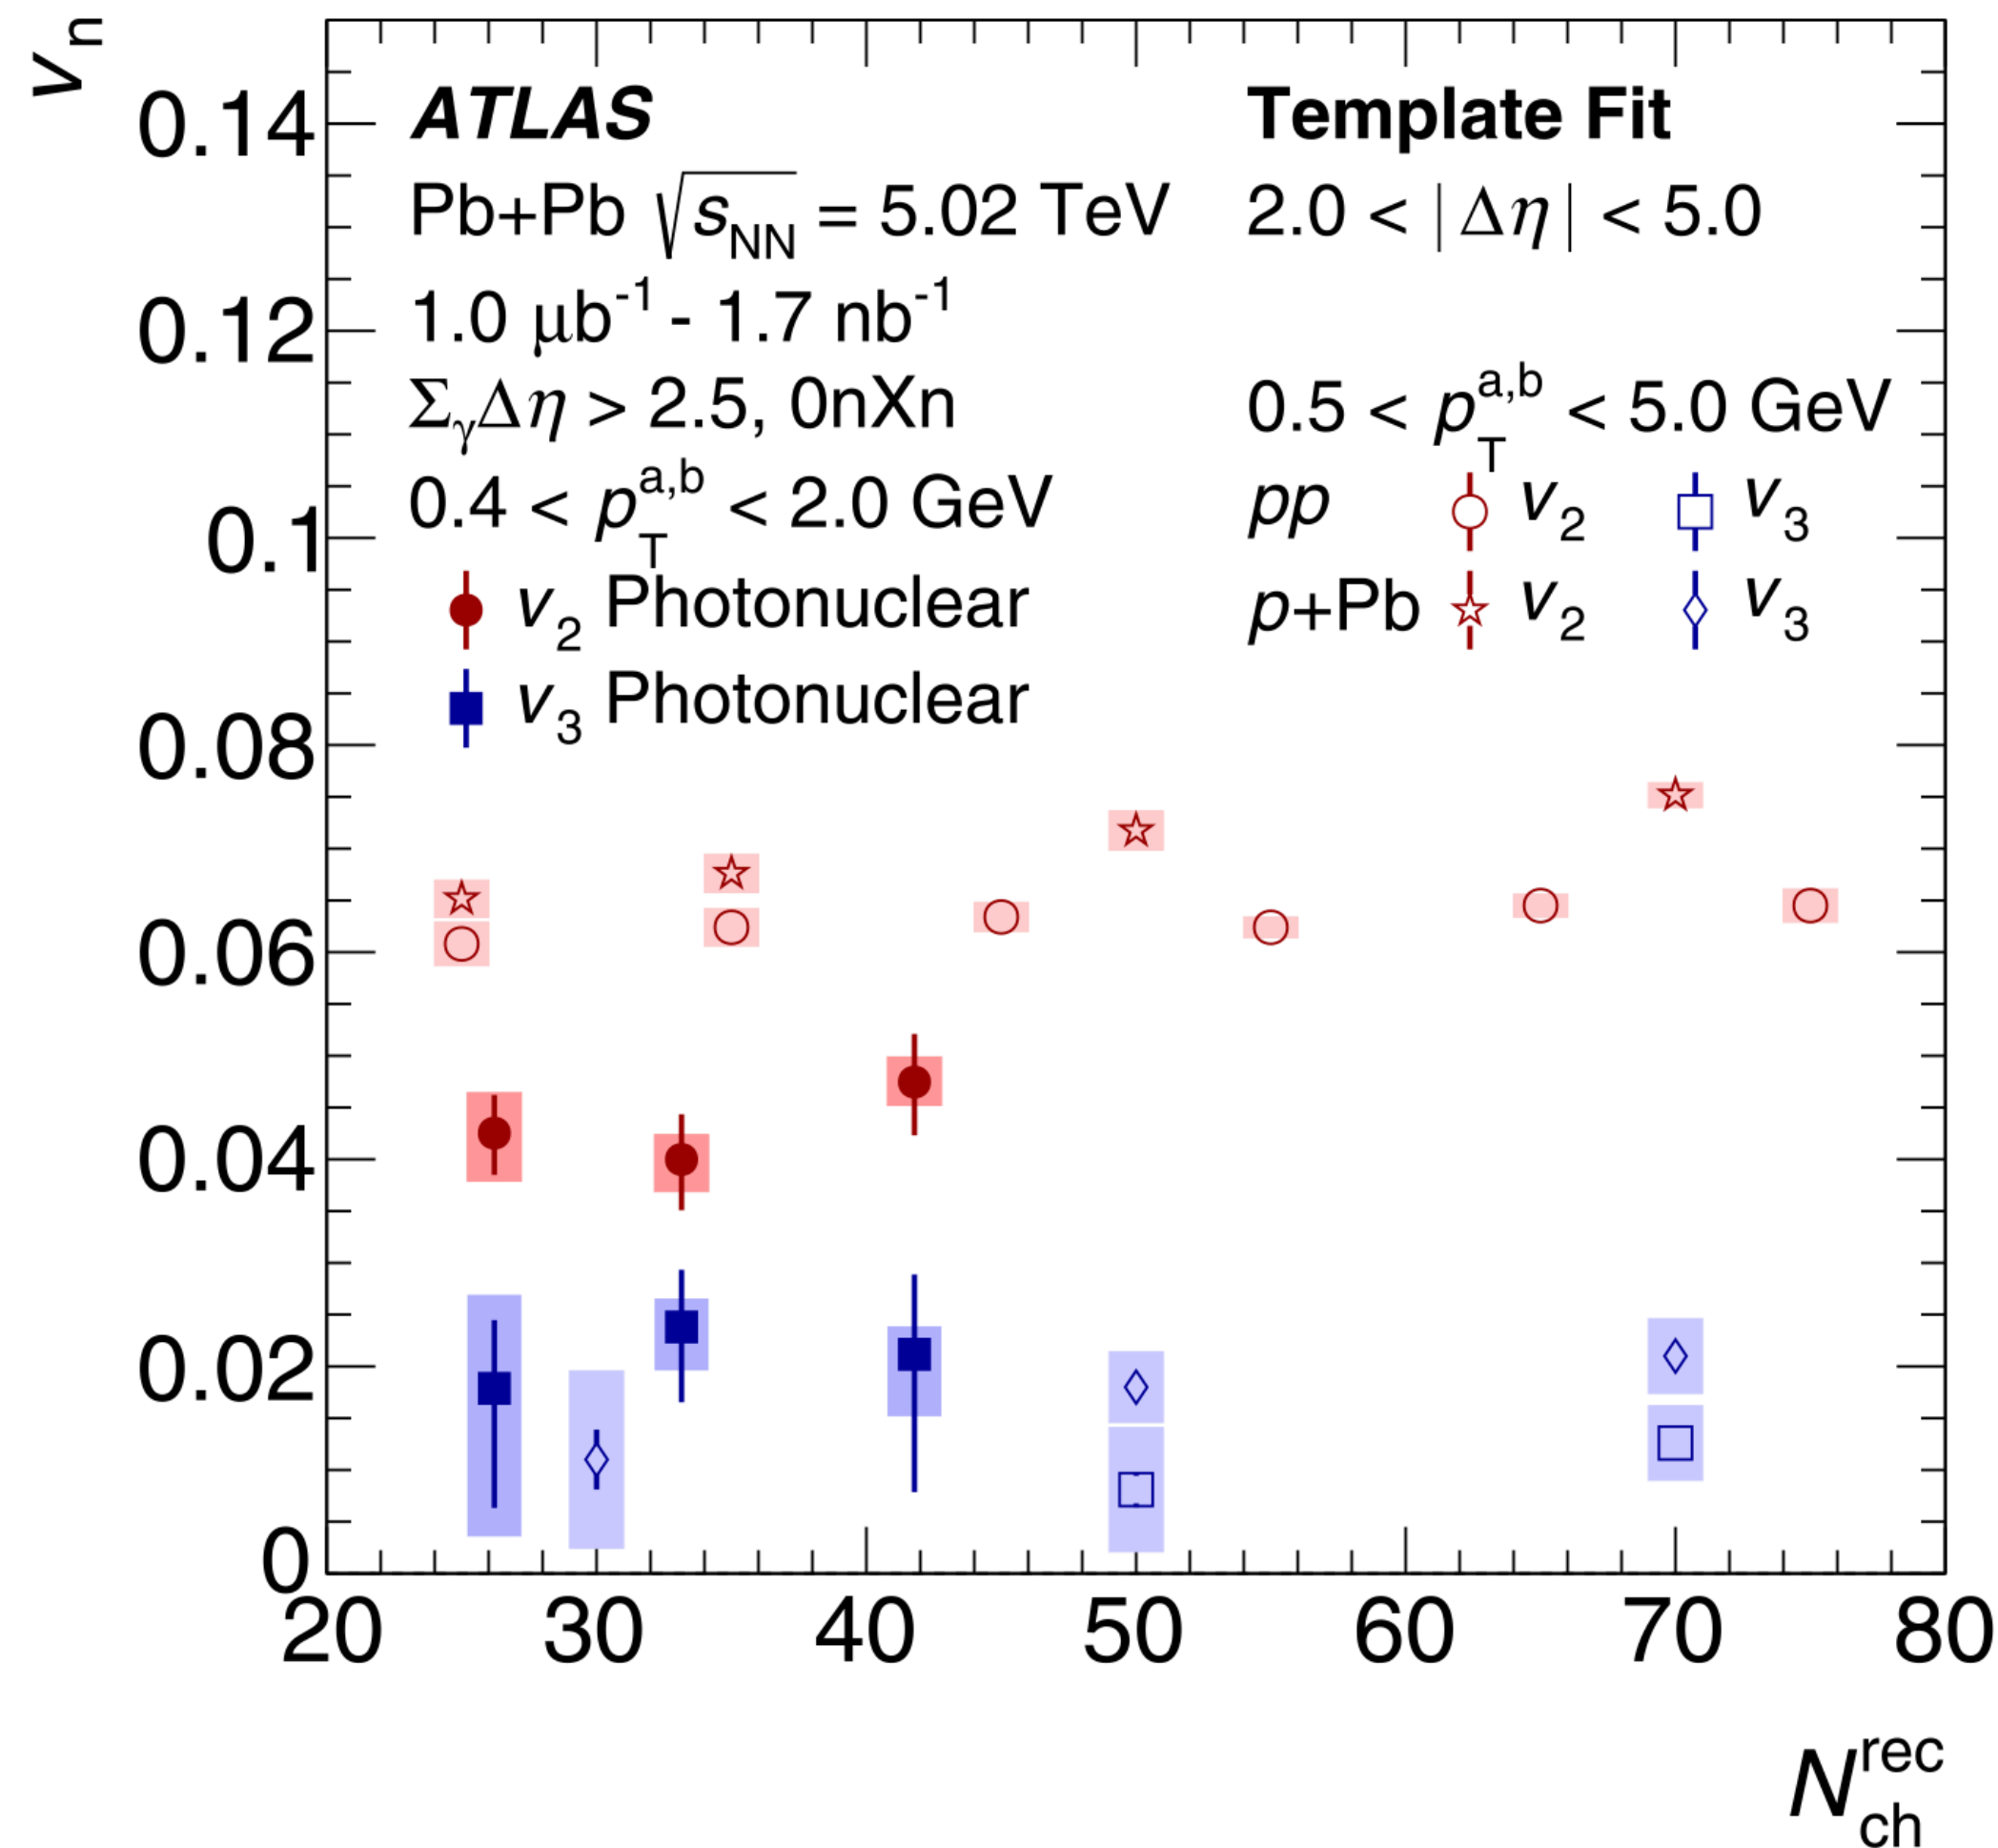 v_n
ATLAS
Pb+Pb √s_NN = 5.02 TeV
1.0 μb^-1 - 1.7 nb^-1
Σ_γ Δη > 2.5, 0nXn
0.4 < p_T^a,b < 2.0 GeV
v_2 Photonuclear
v_3 Photonuclear
Template Fit
2.0 < |Δη| < 5.0
0.5 < p_T^a,b < 5.0 GeV
pp v_2 v_3
p+Pb v_2 v_3
0.14
0.12
0.1
0.08
0.06
0.04
0.02
0
20 30 40 50 60 70 80
N_ch^rec